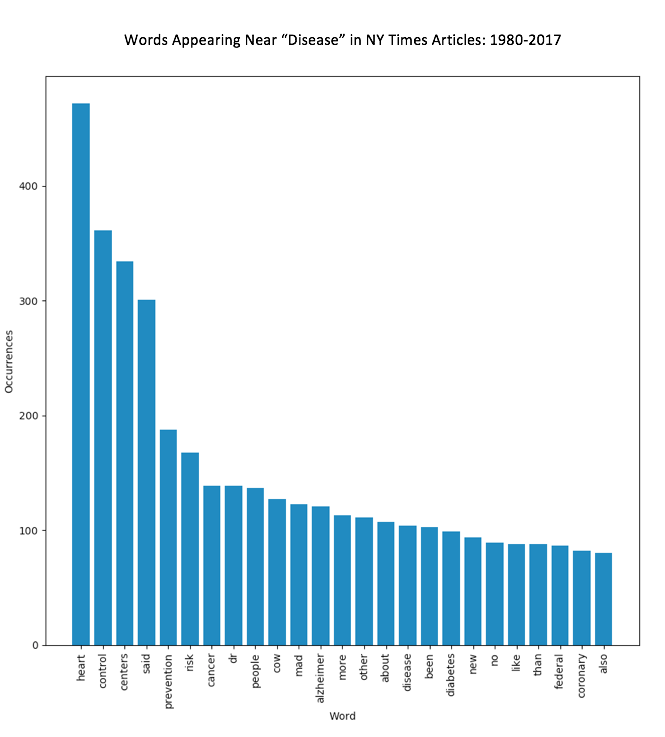 Words Appearing Near “Disease” in NY Times Articles: 1980-2017
400
300
200
100
0
Occurrences
heart
control
centers
said
prevention
risk
cancer
dr
people
cow
mad
alzheimer
more
other
about
disease
been
diabetes
new
no
like
than
federal
coronary
also
Word